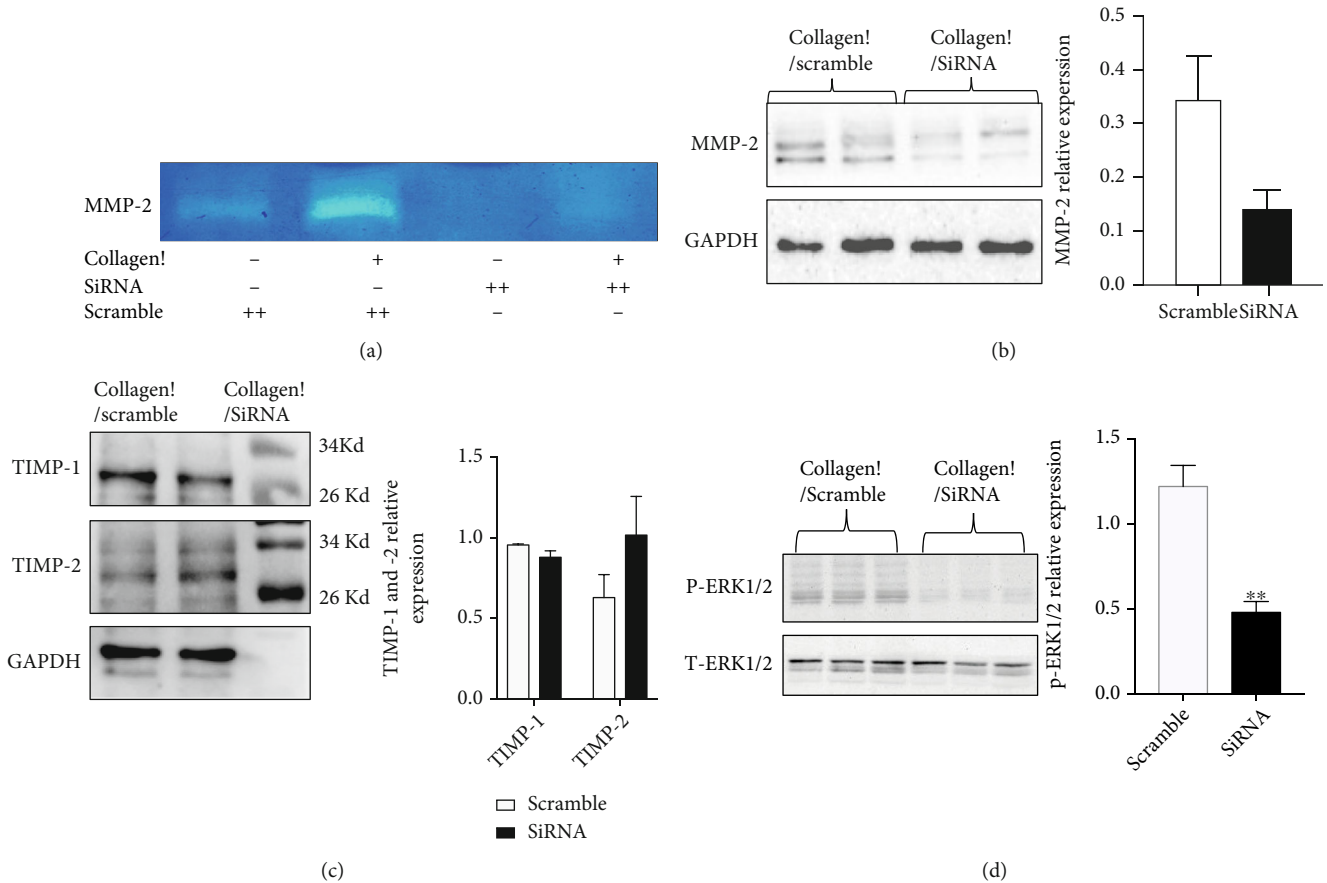 MMP-2
Collagen! – + – +
SiRNA – – ++ ++
Scramble ++ ++ – –
(a)
Collagen! Collagen!
/scramble /SiRNA
MMP-2
GAPDH
MMP-2 relative experssion
0.5
0.4
0.3
0.2
0.1
0.0
Scramble SiRNA
(b)
Collagen! Collagen!
/scramble /SiRNA
TIMP-1
34Kd
26 Kd
TIMP-2
34 Kd
26 Kd
GAPDH
TIMP-1 and -2 relative
expression
1.5
1.0
0.5
0.0
TIMP-1
TIMP-2
Scramble
SiRNA
(c)
Collagen! Collagen!
/Scramble /SiRNA
P-ERK1/2
T-ERK1/2
p-ERK1/2 relative expression
1.5
1.0
0.5
0.0
**
Scramble
SiRNA
(d)